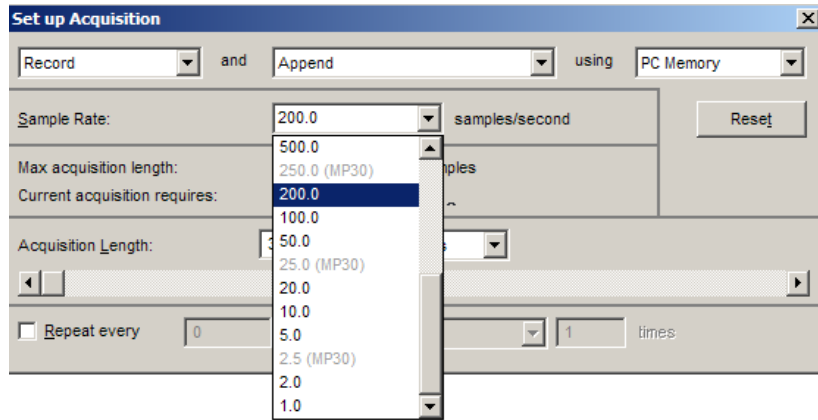 Set up Acquisition
Record and Append using PC Memory
Sample Rate: 200.0 samples/second Reset
500.0
Max acquisition length: 250.0 (MP30)
Current acquisition requires: 200.0
100.0
Acquisition Length: 50.0
25.0 (MP30)
20.0
10.0
Repeat every 0 5.0 1 times
2.5 (MP30)
2.0
1.0